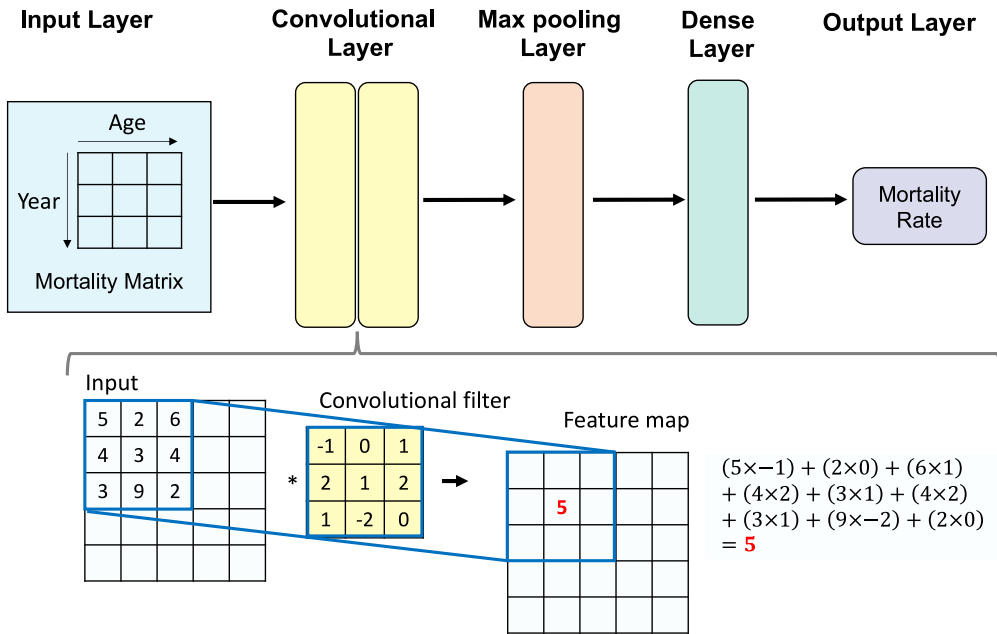 Input Layer
Convolutional
Layer
Max pooling
Layer
Dense
Layer
Output Layer
Age
Year
Mortality Matrix
Mortality
Rate
Input
5 2 6
4 3 4
3 9 2
*
Convolutional filter
-1 0 1
2 1 2
1 -2 0
Feature map
5
(5×−1) + (2×0) + (6×1)
+ (4×2) + (3×1) + (4×2)
+ (3×1) + (9×−2) + (2×0)
= 5